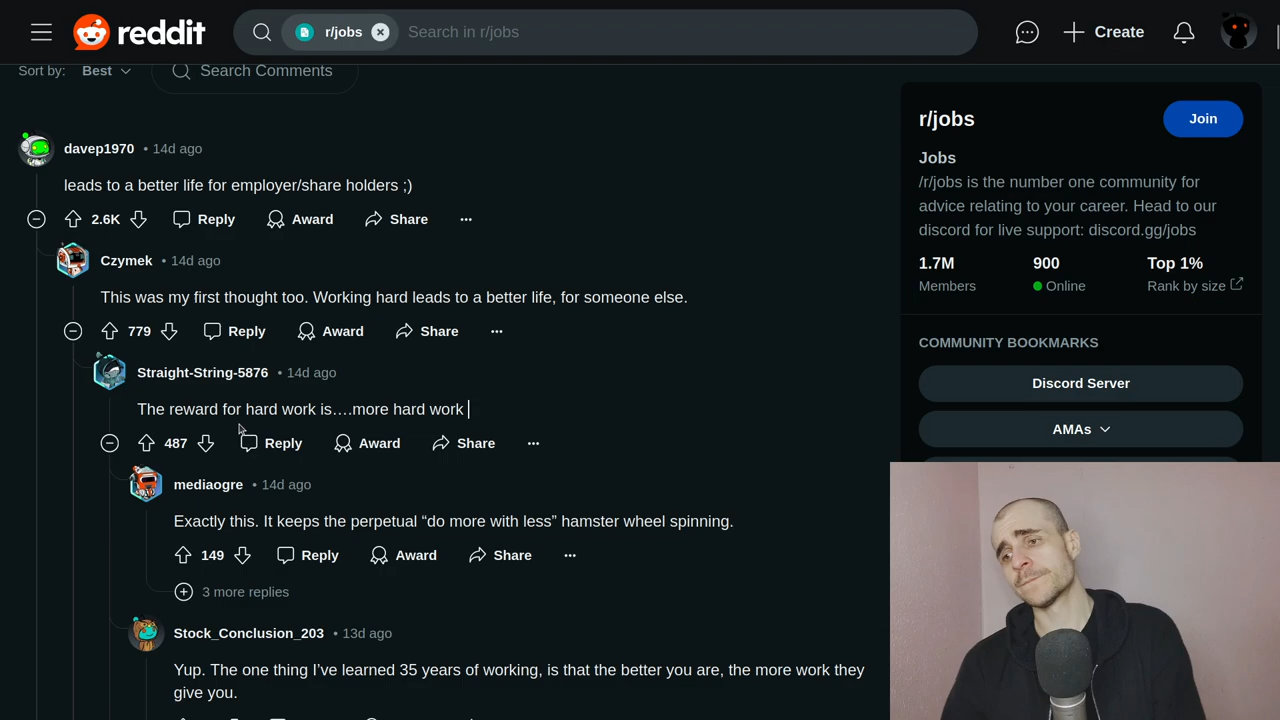 reddit
r/jobs
Search in r/jobs
Create
Sort by: Best
Search Comments
davep1970 • 14d ago
leads to a better life for employer/share holders ;)
2.6K Reply Award Share
Czymek • 14d ago
This was my first thought too. Working hard leads to a better life, for someone else.
779 Reply Award Share
Straight-String-5876 • 14d ago
The reward for hard work is….more hard work
487 Reply Award Share
mediaogre • 14d ago
Exactly this. It keeps the perpetual “do more with less” hamster wheel spinning.
149 Reply Award Share
3 more replies
Stock_Conclusion_203 • 13d ago
Yup. The one thing I’ve learned 35 years of working, is that the better you are, the more work they
give you.
r/jobs
Join
Jobs
/r/jobs is the number one community for
advice relating to your career. Head to our
discord for live support: discord.gg/jobs
1.7M 900 Top 1%
Members Online Rank by size
COMMUNITY BOOKMARKS
Discord Server
AMAs